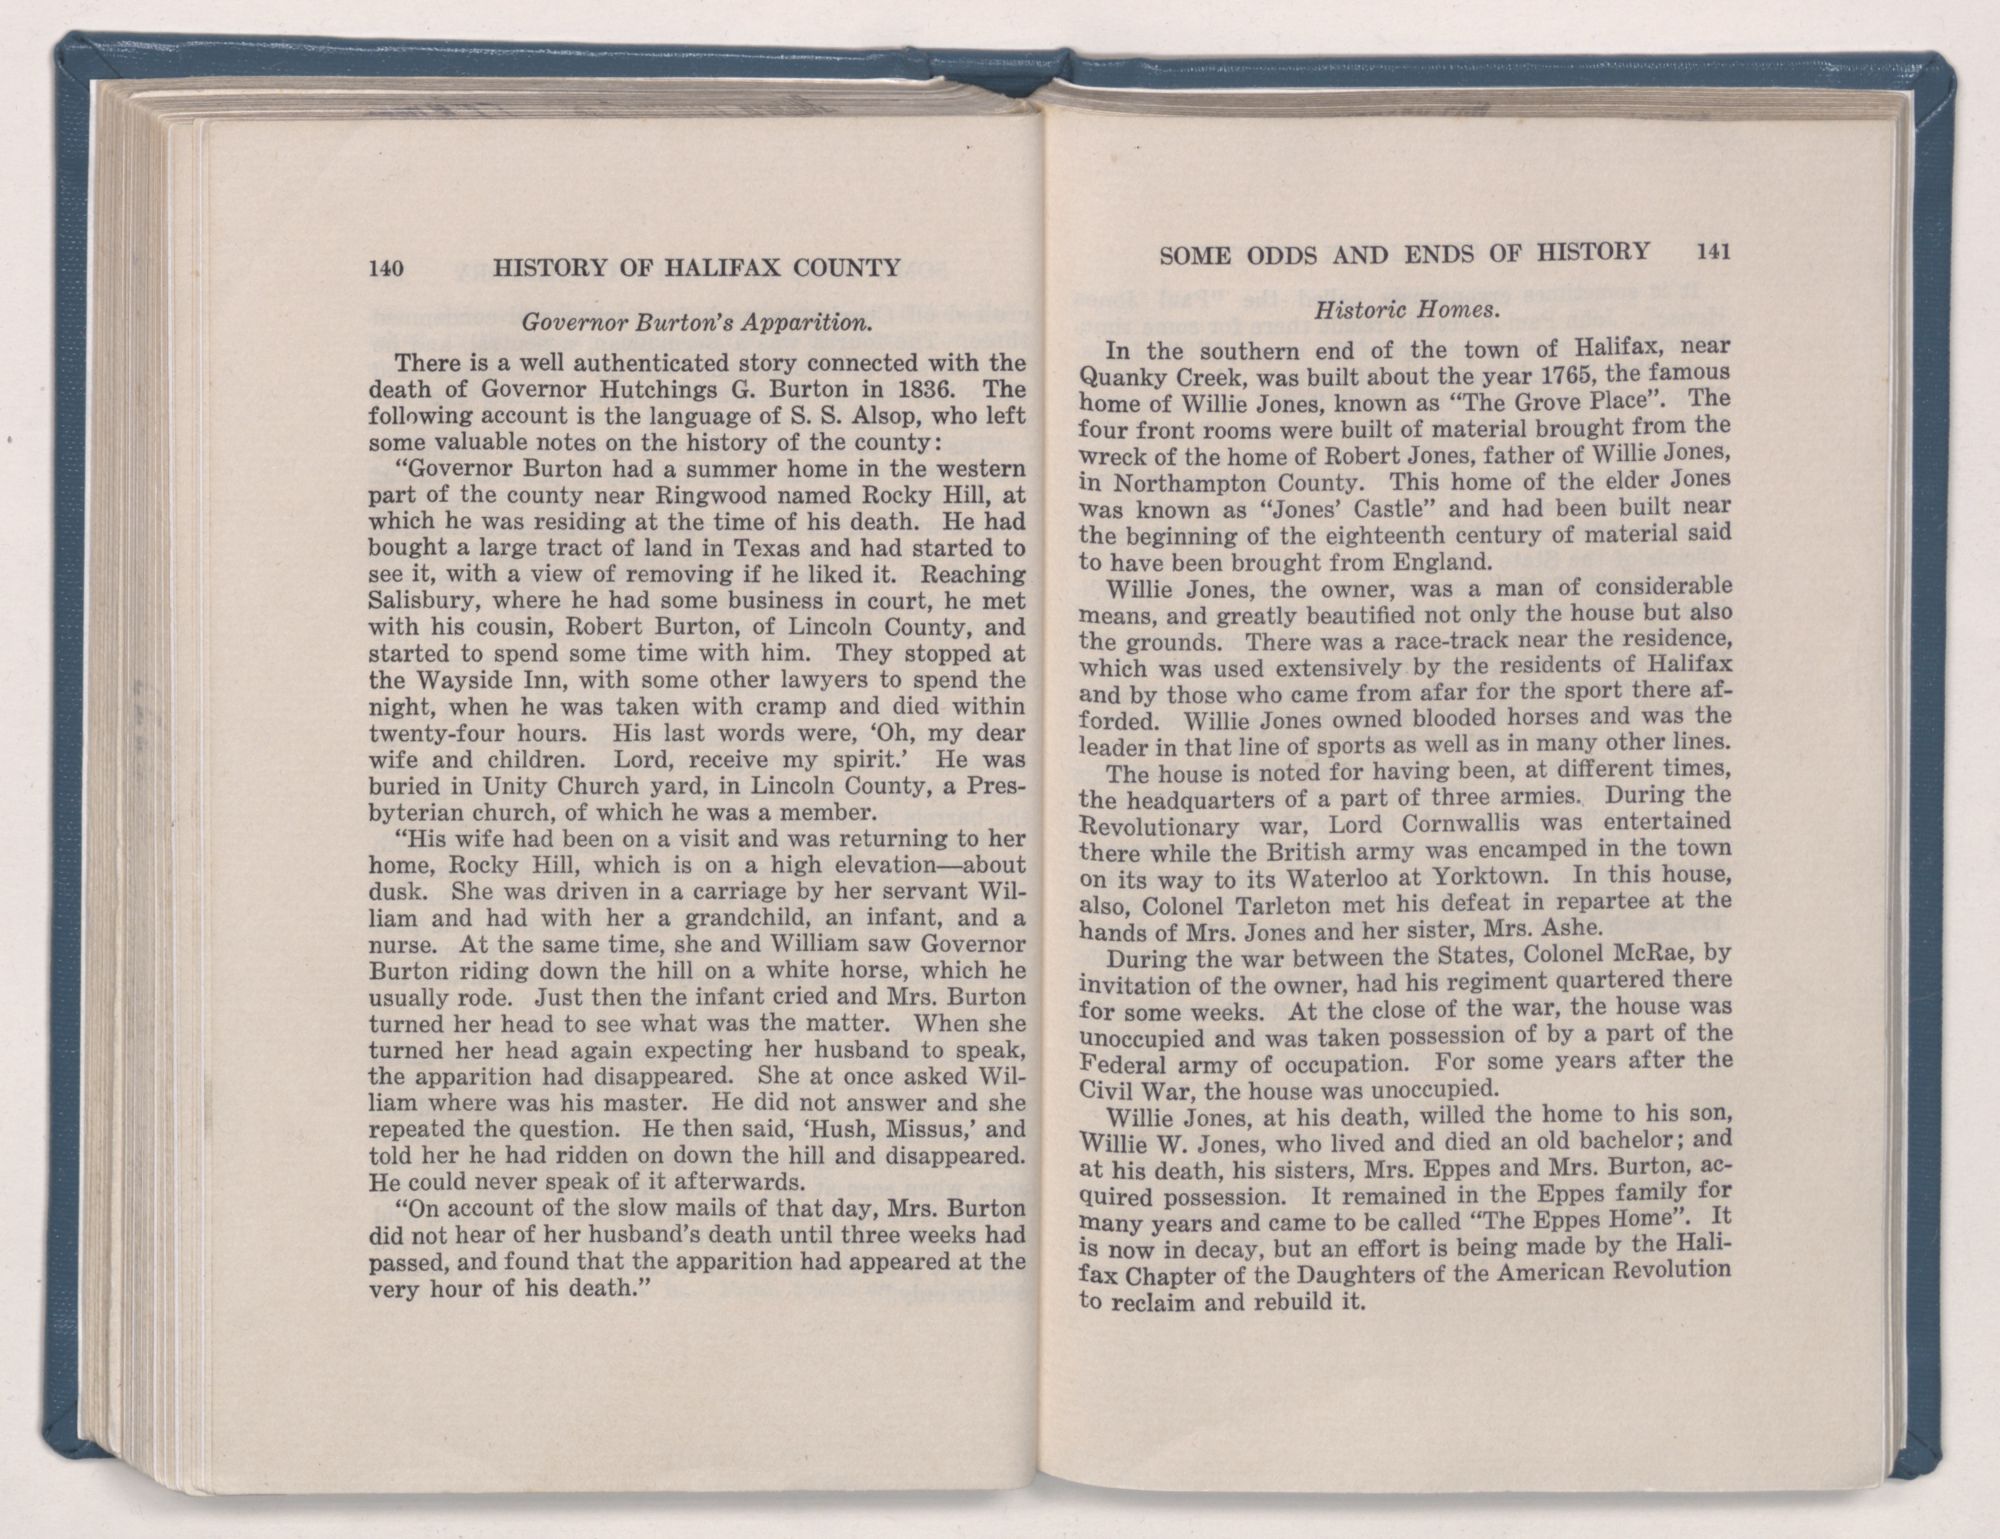 140 HISTORY OF HALIFAX COUNTY
Governor Burton's Apparition.
There is a well authenticated story connected with the
death of Governor Hutchings G. Burton in 1836. The
following account is the language of S. S. Alsop, who left
some valuable notes on the history of the county:
"Governor Burton had a summer home in the western
part of the county near Ringwood named Rocky Hill, at
which he was residing at the time of his death. He had
bought a large tract of land in Texas and had started to
see it, with a view of removing if he liked it. Reaching
Salisbury, where he had some business in court, he met
with his cousin, Robert Burton, of Lincoln County, and
started to spend some time with him. They stopped at
the Wayside Inn, with some other lawyers to spend the
night, when he was taken with cramp and died within
twenty-four hours. His last words were, 'Oh, my dear
wife and children. Lord, receive my spirit.' He was
buried in Unity Church yard, in Lincoln County, a Pres-
byterian church, of which he was a member.
"His wife had been on a visit and was returning to her
home, Rocky Hill, which is on a high elevation—about
dusk. She was driven in a carriage by her servant Wil-
liam and had with her a grandchild, an infant, and a
nurse. At the same time, she and William saw Governor
Burton riding down the hill on a white horse, which he
usually rode. Just then the infant cried and Mrs. Burton
turned her head to see what was the matter. When she
turned her head again expecting her husband to speak,
the apparition had disappeared. She at once asked Wil-
liam where was his master. He did not answer and she
repeated the question. He then said, 'Hush, Missus,' and
told her he had ridden on down the hill and disappeared.
He could never speak of it afterwards.
"On account of the slow mails of that day, Mrs. Burton
did not hear of her husband's death until three weeks had
passed, and found that the apparition had appeared at the
very hour of his death."
SOME ODDS AND ENDS OF HISTORY 141
Historic Homes.
In the southern end of the town of Halifax, near
Quanky Creek, was built about the year 1765, the famous
home of Willie Jones, known as "The Grove Place". The
four front rooms were built of material brought from the
wreck of the home of Robert Jones, father of Willie Jones,
in Northampton County. This home of the elder Jones
was known as "Jones' Castle" and had been built near
the beginning of the eighteenth century of material said
to have been brought from England.
Willie Jones, the owner, was a man of considerable
means, and greatly beautified not only the house but also
the grounds. There was a race-track near the residence,
which was used extensively by the residents of Halifax
and by those who came from afar for the sport there af-
forded. Willie Jones owned blooded horses and was the
leader in that line of sports as well as in many other lines.
The house is noted for having been, at different times,
the headquarters of a part of three armies. During the
Revolutionary war, Lord Cornwallis was entertained
there while the British army was encamped in the town
on its way to its Waterloo at Yorktown. In this house,
also, Colonel Tarleton met his defeat in repartee at the
hands of Mrs. Jones and her sister, Mrs. Ashe.
During the war between the States, Colonel McRae, by
invitation of the owner, had his regiment quartered there
for some weeks. At the close of the war, the house was
unoccupied and was taken possession of by a part of the
Federal army of occupation. For some years after the
Civil War, the house was unoccupied.
Willie Jones, at his death, willed the home to his son,
Willie W. Jones, who lived and died an old bachelor; and
at his death, his sisters, Mrs. Eppes and Mrs. Burton, ac-
quired possession. It remained in the Eppes family for
many years and came to be called "The Eppes Home". It
is now in decay, but an effort is being made by the Hali-
fax Chapter of the Daughters of the American Revolution
to reclaim and rebuild it.